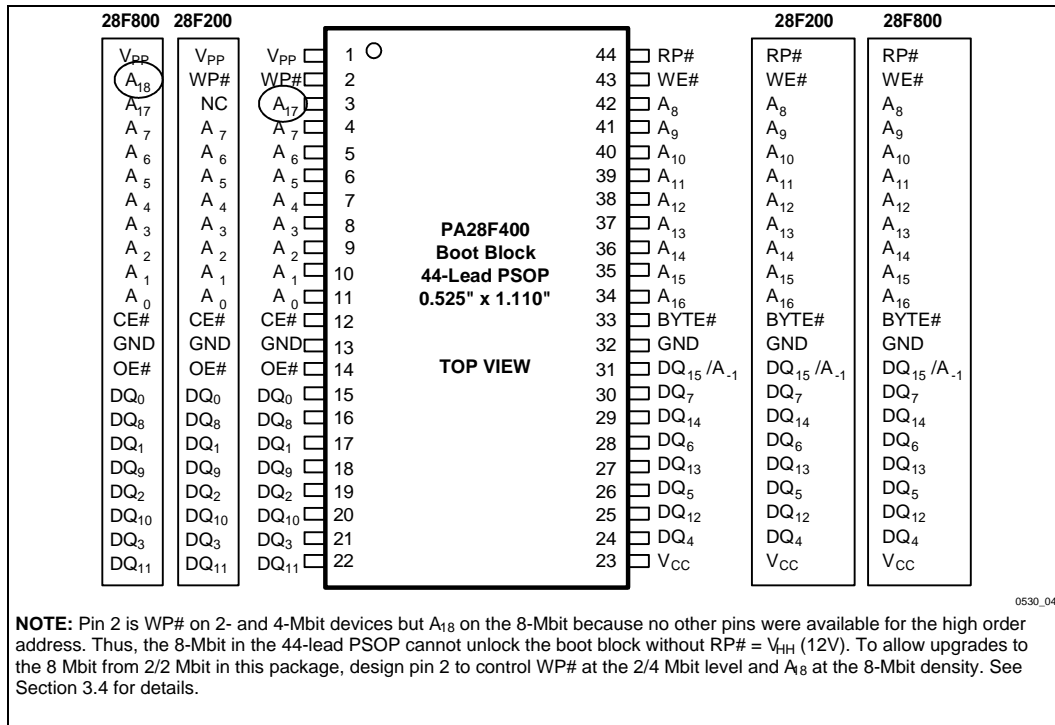 28F800 28F200 28F200 28F800
VPP VPP VPP 1 44 RP# RP# RP#
A18 WP# WP# 2 43 WE# WE# WE#
A17 NC A17 3 42 A8 A8 A8
A7 A7 A7 4 41 A9 A9 A9
A6 A6 A6 5 40 A10 A10 A10
A5 A5 A5 6 39 A11 A11 A11
A4 A4 A4 7 38 A12 A12 A12
A3 A3 A3 8 PA28F400 37 A13 A13 A13
A2 A2 A2 9 Boot Block 36 A14 A14 A14
A1 A1 A1 10 44-Lead PSOP 35 A15 A15 A15
A0 A0 A0 11 0.525" x 1.110" 34 A16 A16 A16
CE# CE# CE# 12 33 BYTE# BYTE# BYTE#
GND GND GND 13 32 GND GND GND
OE# OE# OE# 14 TOP VIEW 31 DQ15 /A-1 DQ15 /A-1 DQ15 /A-1
DQ0 DQ0 DQ0 15 30 DQ7 DQ7 DQ7
DQ8 DQ8 DQ8 16 29 DQ14 DQ14 DQ14
DQ1 DQ1 DQ1 17 28 DQ6 DQ6 DQ6
DQ9 DQ9 DQ9 18 27 DQ13 DQ13 DQ13
DQ2 DQ2 DQ2 19 26 DQ5 DQ5 DQ5
DQ10 DQ10 DQ10 20 25 DQ12 DQ12 DQ12
DQ3 DQ3 DQ3 21 24 DQ4 DQ4 DQ4
DQ11 DQ11 DQ11 22 23 VCC VCC VCC
0530_04
NOTE: Pin 2 is WP# on 2- and 4-Mbit devices but A18 on the 8-Mbit because no other pins were available for the high order
address. Thus, the 8-Mbit in the 44-lead PSOP cannot unlock the boot block without RP# = VHH (12V). To allow upgrades to
the 8 Mbit from 2/2 Mbit in this package, design pin 2 to control WP# at the 2/4 Mbit level and A18 at the 8-Mbit density. See
Section 3.4 for details.